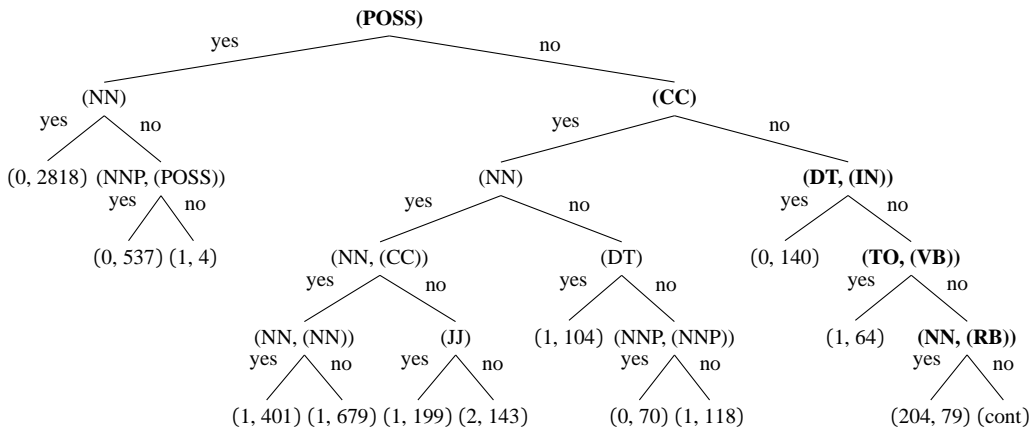 (POSS)
yes no
(NN) (CC)
yes no yes no
(0, 2818) (NNP, (POSS)) (NN) (DT, (IN))
yes no yes no yes no
(0, 537) (1, 4) (NN, (CC)) (DT) (0, 140) (TO, (VB))
yes no yes no yes no
(NN, (NN)) (JJ) (1, 104) (NNP, (NNP)) (1, 64) (NN, (RB))
yes no yes no yes no yes no
(1, 401) (1, 679) (1, 199) (2, 143) (0, 70) (1, 118) (204, 79) (cont)